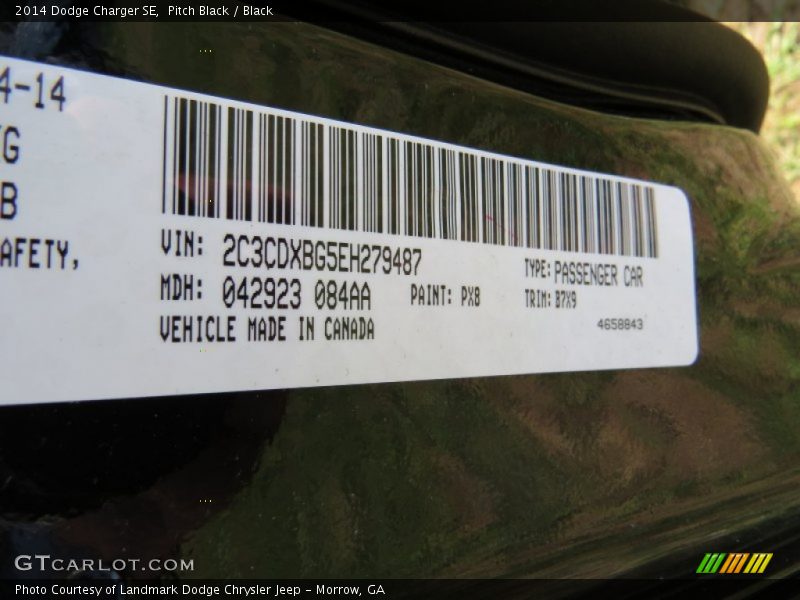 2014 Dodge Charger SE,  Pitch Black / Black
4-14
G
B
AFETY,
VIN: 2C3CDXBG5EH279487
TYPE: PASSENGER CAR
MDH: 042923 084AA
PAINT: PX8
TRIM: B7X9
VEHICLE MADE IN CANADA
4658843
GTCARLOT.COM
Photo Courtesy of Landmark Dodge Chrysler Jeep - Morrow, GA